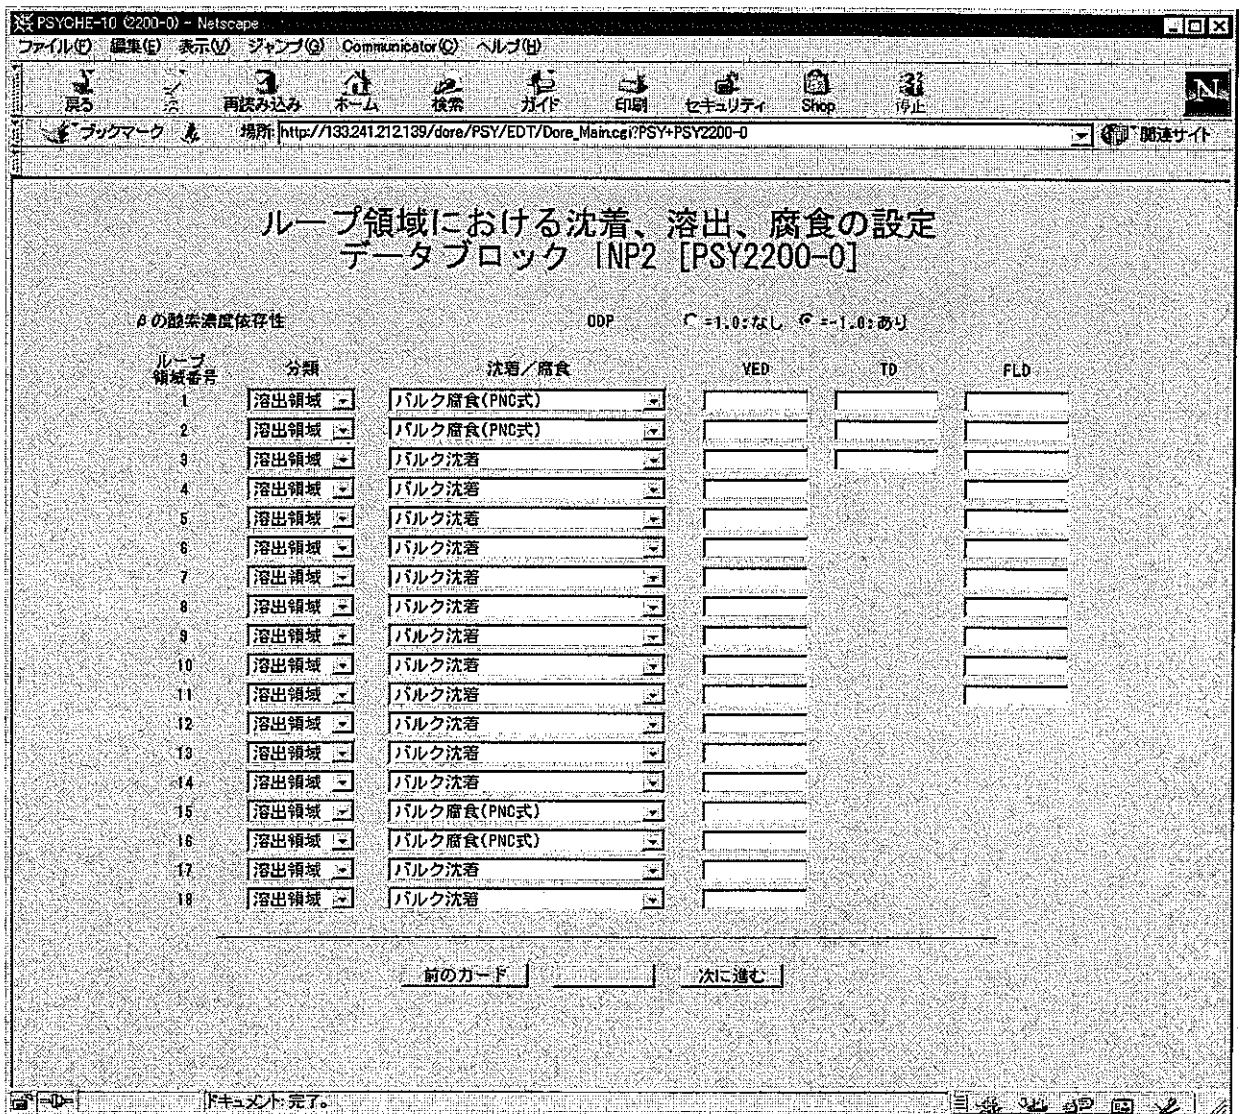 PSYCHE-10 (2200-0) - Netscape
ファイル(F) 編集(E) 表示(V) ジャンプ(G) Communicator(C) ヘルプ(H)
戻る 再読み込み ホーム 検索 ガイド 印刷 セキュリティ Shop 停止
ブックマーク 場所: http://133.241.212.139/dore/PSY/EDT/Dore_Main.cgi?PSY+PSY2200-0 関連サイト
ループ領域における沈着、溶出、腐食の設定
データブロック INP2 [PSY2200-0]
βの酸素濃度依存性 ODP =1.0:なし =-1.0:あり
ループ領域番号 分類 沈着/腐食 VED TD FLD
1 溶出領域 バルク腐食(PNC式)
2 溶出領域 バルク腐食(PNC式)
3 溶出領域 バルク沈着
4 溶出領域 バルク沈着
5 溶出領域 バルク沈着
6 溶出領域 バルク沈着
7 溶出領域 バルク沈着
8 溶出領域 バルク沈着
9 溶出領域 バルク沈着
10 溶出領域 バルク沈着
11 溶出領域 バルク沈着
12 溶出領域 バルク沈着
13 溶出領域 バルク沈着
14 溶出領域 バルク沈着
15 溶出領域 バルク腐食(PNC式)
16 溶出領域 バルク腐食(PNC式)
17 溶出領域 バルク沈着
18 溶出領域 バルク沈着
前のカード 次に進む
ドキュメント: 完了。